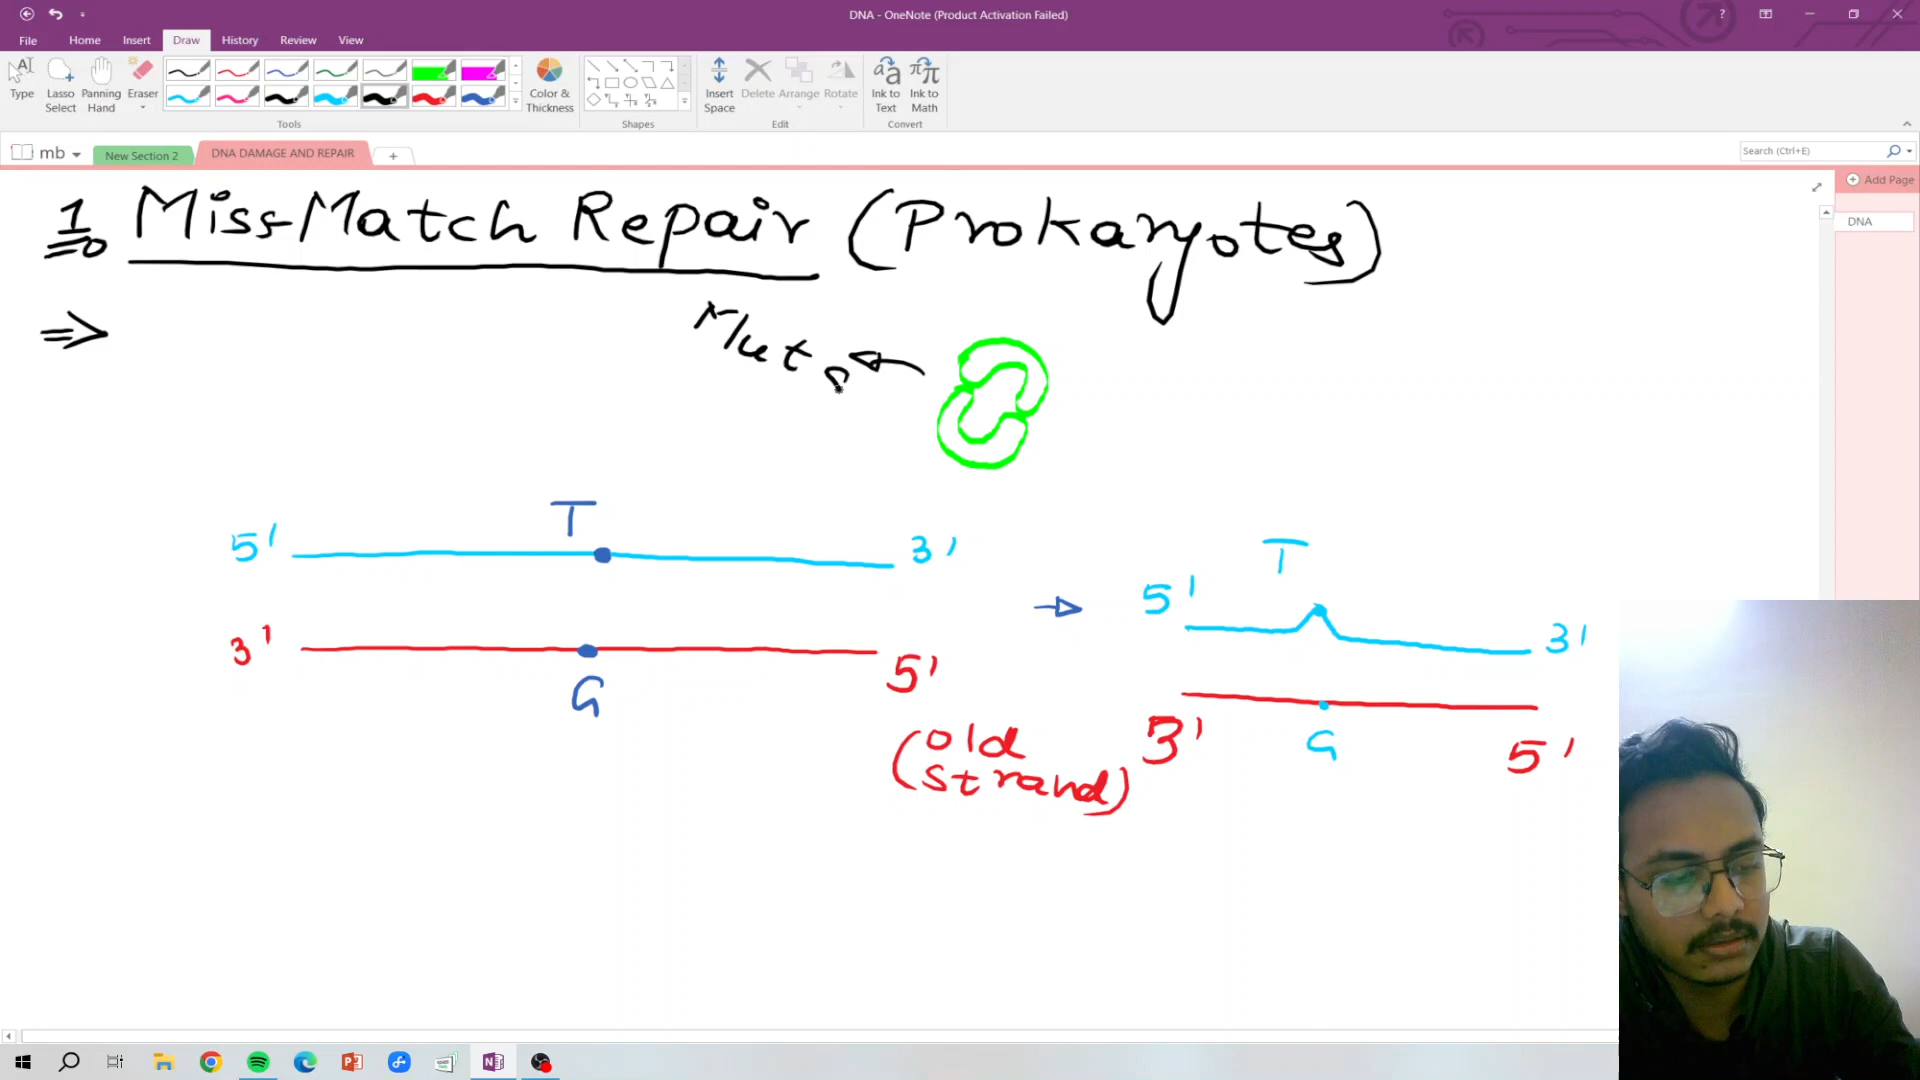 DNA - OneNote (Product Activation Failed)
File Home Insert Draw History Review View
Type Lasso Select Panning Hand Eraser Color & Thickness Insert Space Delete Arrange Rotate Ink to Text Ink to Math
Tools Shapes Edit Convert
mb New Section 2 DNA DAMAGE AND REPAIR + Search (Ctrl+E)
Add Page
DNA
1. Miss-Match Repair (Prokaryotes)
⇒
Mut S
T
5' 3'
3' 5'
G
(old strand)
T
5' 3'
3' 5'
G